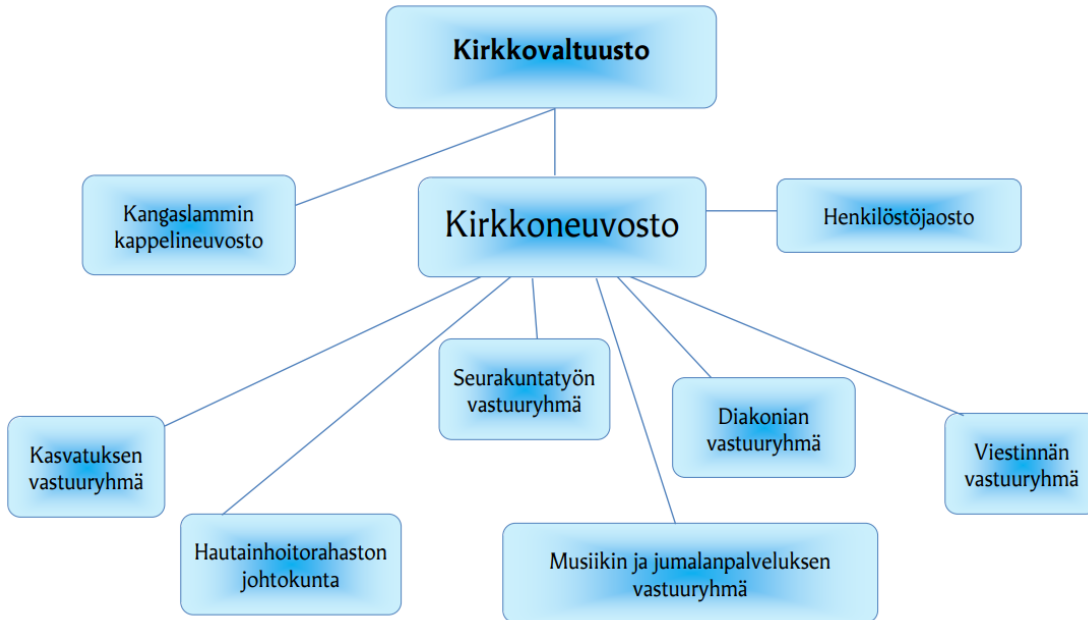 Kirkkovaltuusto
Kangaslammin
kappelineuvosto
Kirkkoneuvosto
Henkilöstöjaosto
Seurakuntatyön
vastuuryhmä
Diakonian
vastuuryhmä
Kasvatuksen
vastuuryhmä
Viestinnän
vastuuryhmä
Hautainhoitorahaston
johtokunta
Musiikin ja jumalanpalveluksen
vastuuryhmä